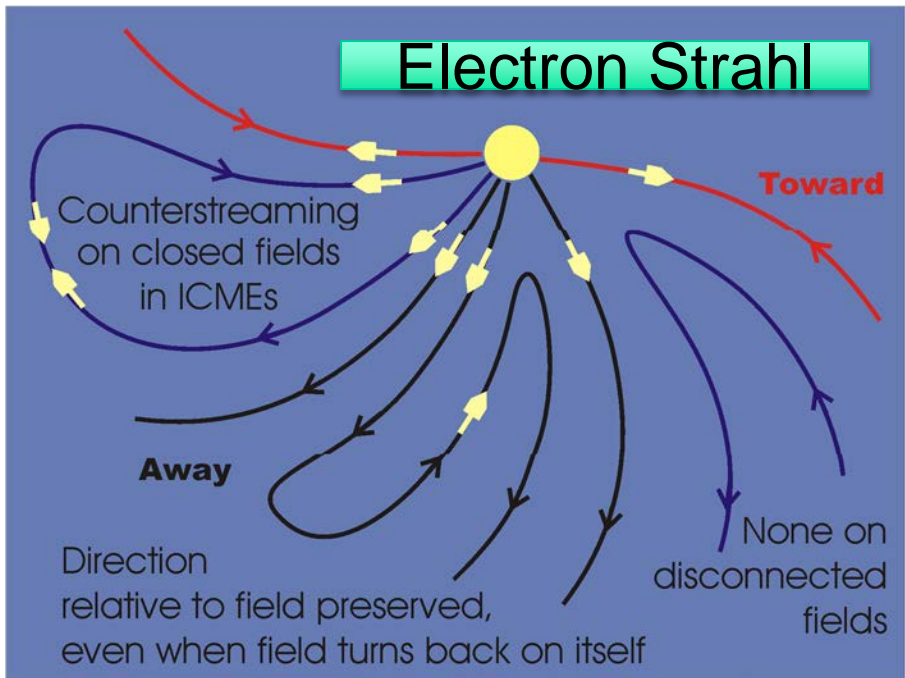 Electron Strahl
Toward
Counterstreaming
on closed fields
in ICMEs
Away
None on
disconnected
fields
Direction
relative to field preserved,
even when field turns back on itself